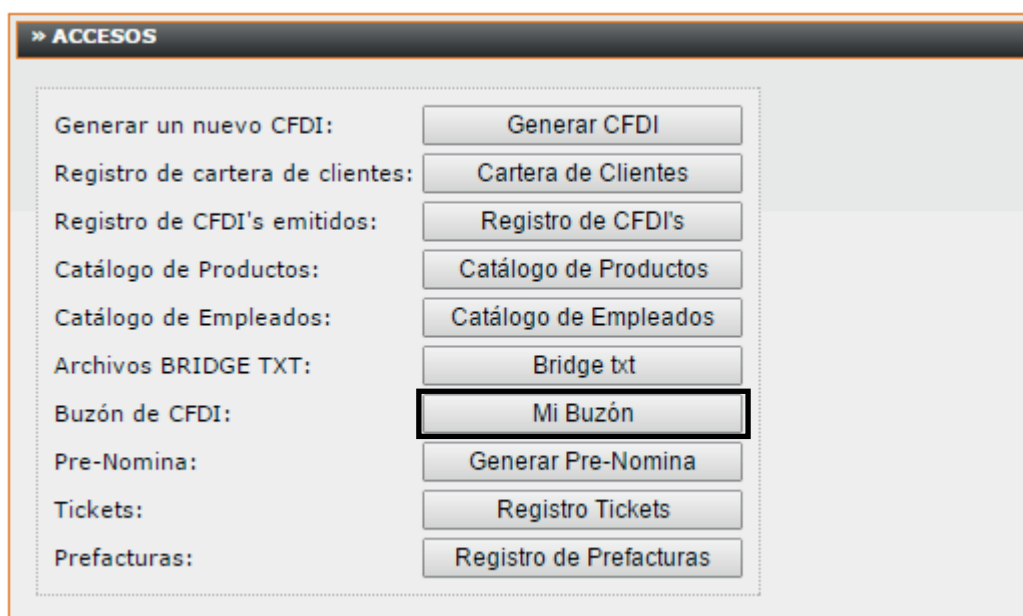 » ACCESOS
Generar un nuevo CFDI: Generar CFDI
Registro de cartera de clientes: Cartera de Clientes
Registro de CFDI's emitidos: Registro de CFDI's
Catálogo de Productos: Catálogo de Productos
Catálogo de Empleados: Catálogo de Empleados
Archivos BRIDGE TXT: Bridge txt
Buzón de CFDI: Mi Buzón
Pre-Nomina: Generar Pre-Nomina
Tickets: Registro Tickets
Prefacturas: Registro de Prefacturas